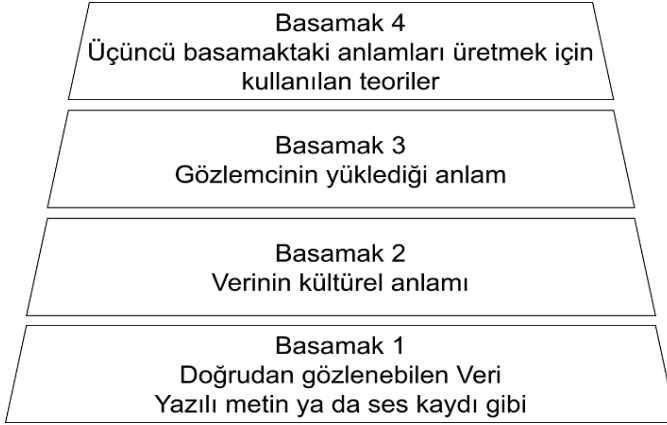 Basamak 4
Üçüncü basamaktaki anlamları üretmek için
kullanılan teoriler
Basamak 3
Gözlemcinin yüklediği anlam
Basamak 2
Verinin kültürel anlamı
Basamak 1
Doğrudan gözlenebilen Veri
Yazılı metin ya da ses kaydı gibi